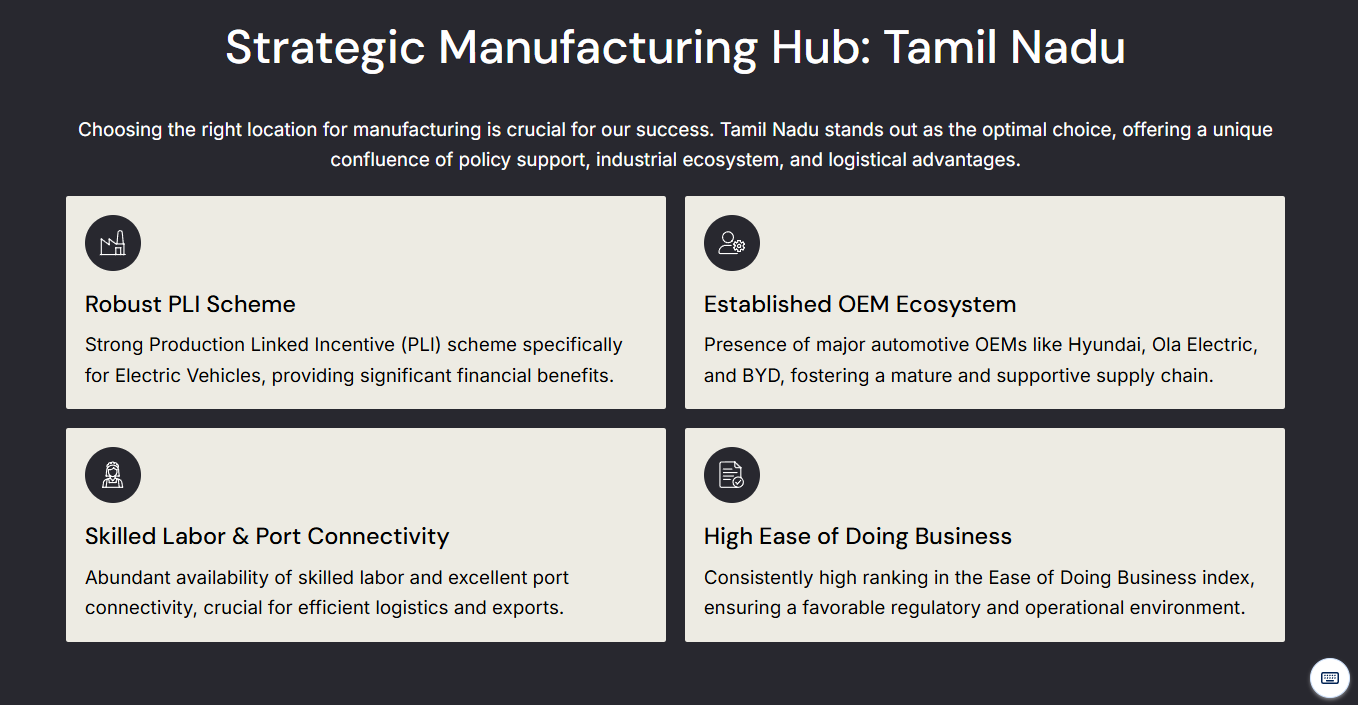 Strategic Manufacturing Hub: Tamil Nadu
Choosing the right location for manufacturing is crucial for our success. Tamil Nadu stands out as the optimal choice, offering a unique
confluence of policy support, industrial ecosystem, and logistical advantages.
Robust PLI Scheme
Strong Production Linked Incentive (PLI) scheme specifically
for Electric Vehicles, providing significant financial benefits.
Established OEM Ecosystem
Presence of major automotive OEMs like Hyundai, Ola Electric,
and BYD, fostering a mature and supportive supply chain.
Skilled Labor & Port Connectivity
Abundant availability of skilled labor and excellent port
connectivity, crucial for efficient logistics and exports.
High Ease of Doing Business
Consistently high ranking in the Ease of Doing Business index,
ensuring a favorable regulatory and operational environment.